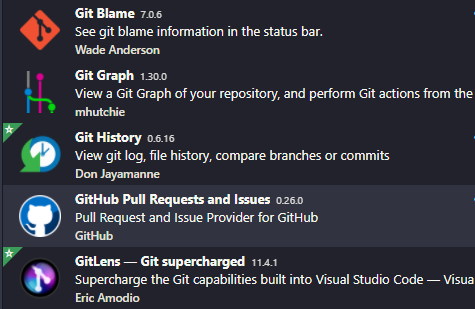 Git Blame 7.0.6
See git blame information in the status bar.
Wade Anderson
Git Graph 1.30.0
View a Git Graph of your repository, and perform Git actions from the
mhutchie
Git History 0.6.16
View git log, file history, compare branches or commits
Don Jayamanne
GitHub Pull Requests and Issues 0.26.0
Pull Request and Issue Provider for GitHub
GitHub
GitLens — Git supercharged 11.4.1
Supercharge the Git capabilities built into Visual Studio Code — Visua
Eric Amodio